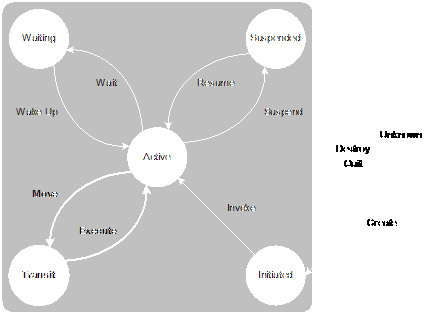 Waiting
Suspended
Wait
Resume
Wake Up
Suspend
Unknown
Destroy
Active
Quit
Move
Invoke
Create
Execute
Transit
Initiated